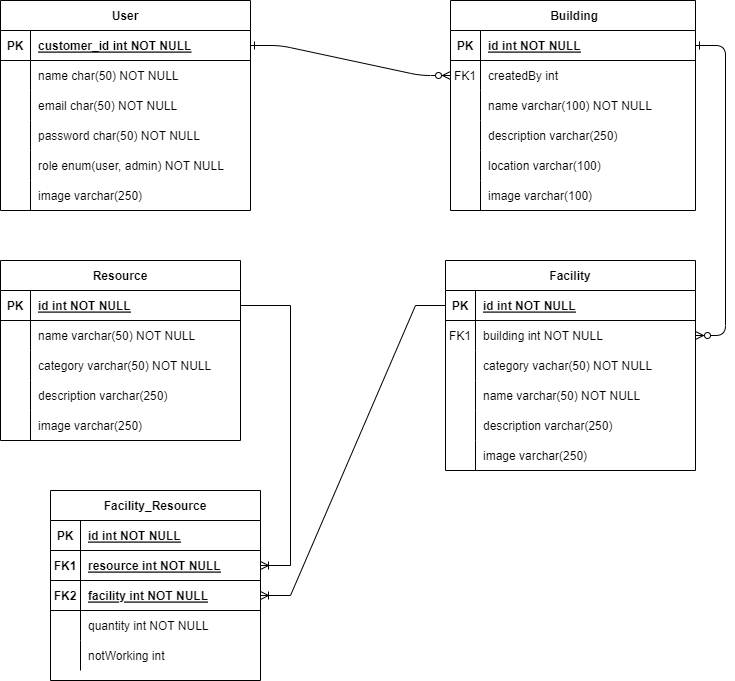 User
PK customer_id int NOT NULL
name char(50) NOT NULL
email char(50) NOT NULL
password char(50) NOT NULL
role enum(user, admin) NOT NULL
image varchar(250)
Building
PK id int NOT NULL
FK1 createdBy int
name varchar(100) NOT NULL
description varchar(250)
location varchar(100)
image varchar(100)
Resource
PK id int NOT NULL
name varchar(50) NOT NULL
category varchar(50) NOT NULL
description varchar(250)
image varchar(250)
Facility
PK id int NOT NULL
FK1 building int NOT NULL
category vachar(50) NOT NULL
name varchar(50) NOT NULL
description varchar(250)
image varchar(250)
Facility_Resource
PK id int NOT NULL
FK1 resource int NOT NULL
FK2 facility int NOT NULL
quantity int NOT NULL
notWorking int